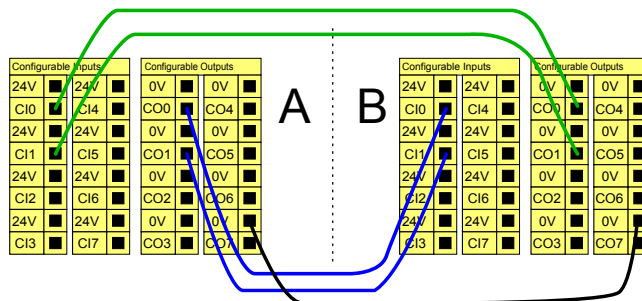 Configurable Inputs Configurable Outputs Configurable Inputs Configurable Outputs
24V 24V 0V 0V A B 24V 24V 0V 0V
CI0 CI4 CO0 CO4 CI0 CI4 CO0 CO4
24V 24V 0V 0V 24V 24V 0V 0V
CI1 CI5 CO1 CO5 CI1 CI5 CO1 CO5
24V 24V 0V 0V 24V 24V 0V 0V
CI2 CI6 CO2 CO6 CI2 CI6 CO2 CO6
24V 24V 0V 0V 24V 24V 0V 0V
CI3 CI7 CO3 CO7 CI3 CI7 CO3 CO7